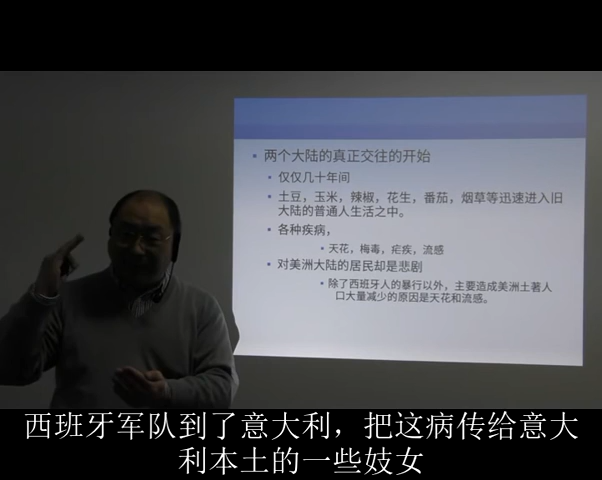 两个大陆的真正交往的开始
仅仅几十年间
土豆，玉米，辣椒，花生，番茄，烟草等迅速进入旧
大陆的普通人生活之中。
各种疾病，
天花，梅毒，疟疾，流感
对美洲大陆的居民却是悲剧
除了西班牙人的暴行以外，主要造成美洲土著人
口大量减少的原因是天花和流感。
西班牙军队到了意大利，把这病传给意大
利本土的一些妓女